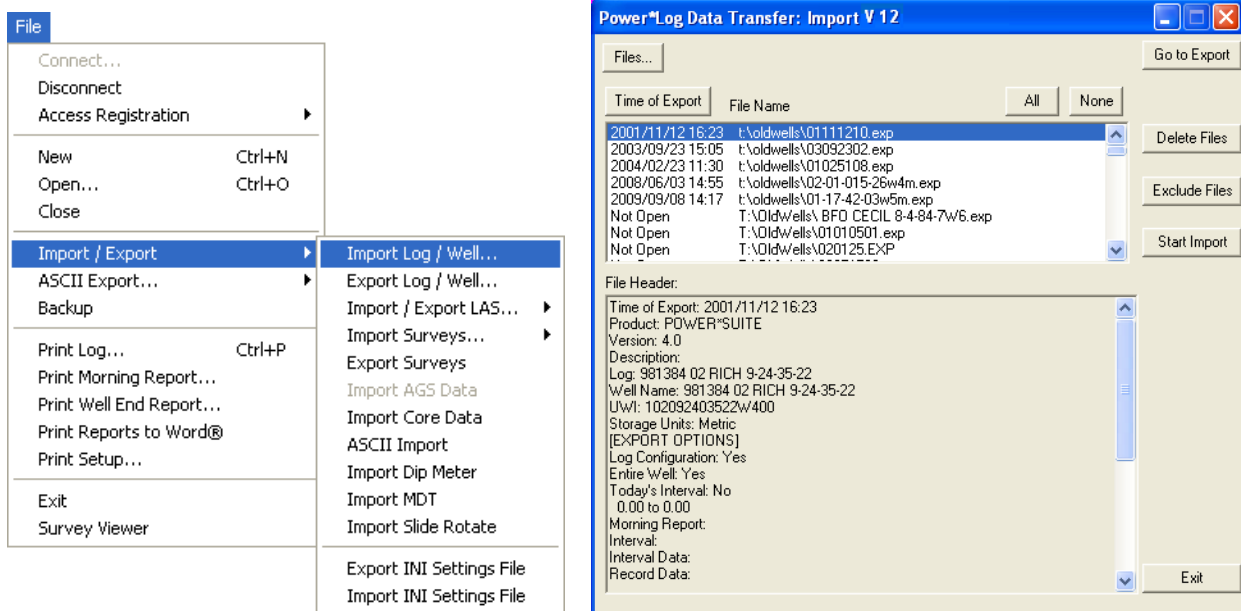 File
Connect...
Disconnect
Access Registration
New Ctrl+N
Open... Ctrl+O
Close
Import / Export
ASCII Export...
Backup
Print Log... Ctrl+P
Print Morning Report...
Print Well End Report...
Print Reports to Word®
Print Setup...
Exit
Survey Viewer
Import Log / Well...
Export Log / Well...
Import / Export LAS...
Import Surveys...
Export Surveys
Import AGS Data
Import Core Data
ASCII Import
Import Dip Meter
Import MDT
Import Slide Rotate
Export INI Settings File
Import INI Settings File
Power*Log Data Transfer: Import V 12
Files...
Go to Export
Time of Export File Name All None
2001/11/12 16:23 t:\oldwells\01111210.exp
2003/09/23 15:05 t:\oldwells\03092302.exp
2004/02/23 11:30 t:\oldwells\01025108.exp
2008/06/03 14:55 t:\oldwells\02-01-015-26w4m.exp
2009/09/08 14:17 t:\oldwells\01-17-42-03w5m.exp
Not Open T:\OldWells\ BFO CECIL 8-4-84-7W6.exp
Not Open T:\OldWells\01010501.exp
Not Open T:\OldWells\020125.EXP
Delete Files
Exclude Files
Start Import
File Header:
Time of Export: 2001/11/12 16:23
Product: POWER*SUITE
Version: 4.0
Description:
Log: 981384 02 RICH 9-24-35-22
Well Name: 981384 02 RICH 9-24-35-22
UWI: 102092403522W400
Storage Units: Metric
[EXPORT OPTIONS]
Log Configuration: Yes
Entire Well: Yes
Today's Interval: No
0.00 to 0.00
Morning Report:
Interval:
Interval Data:
Record Data:
Exit